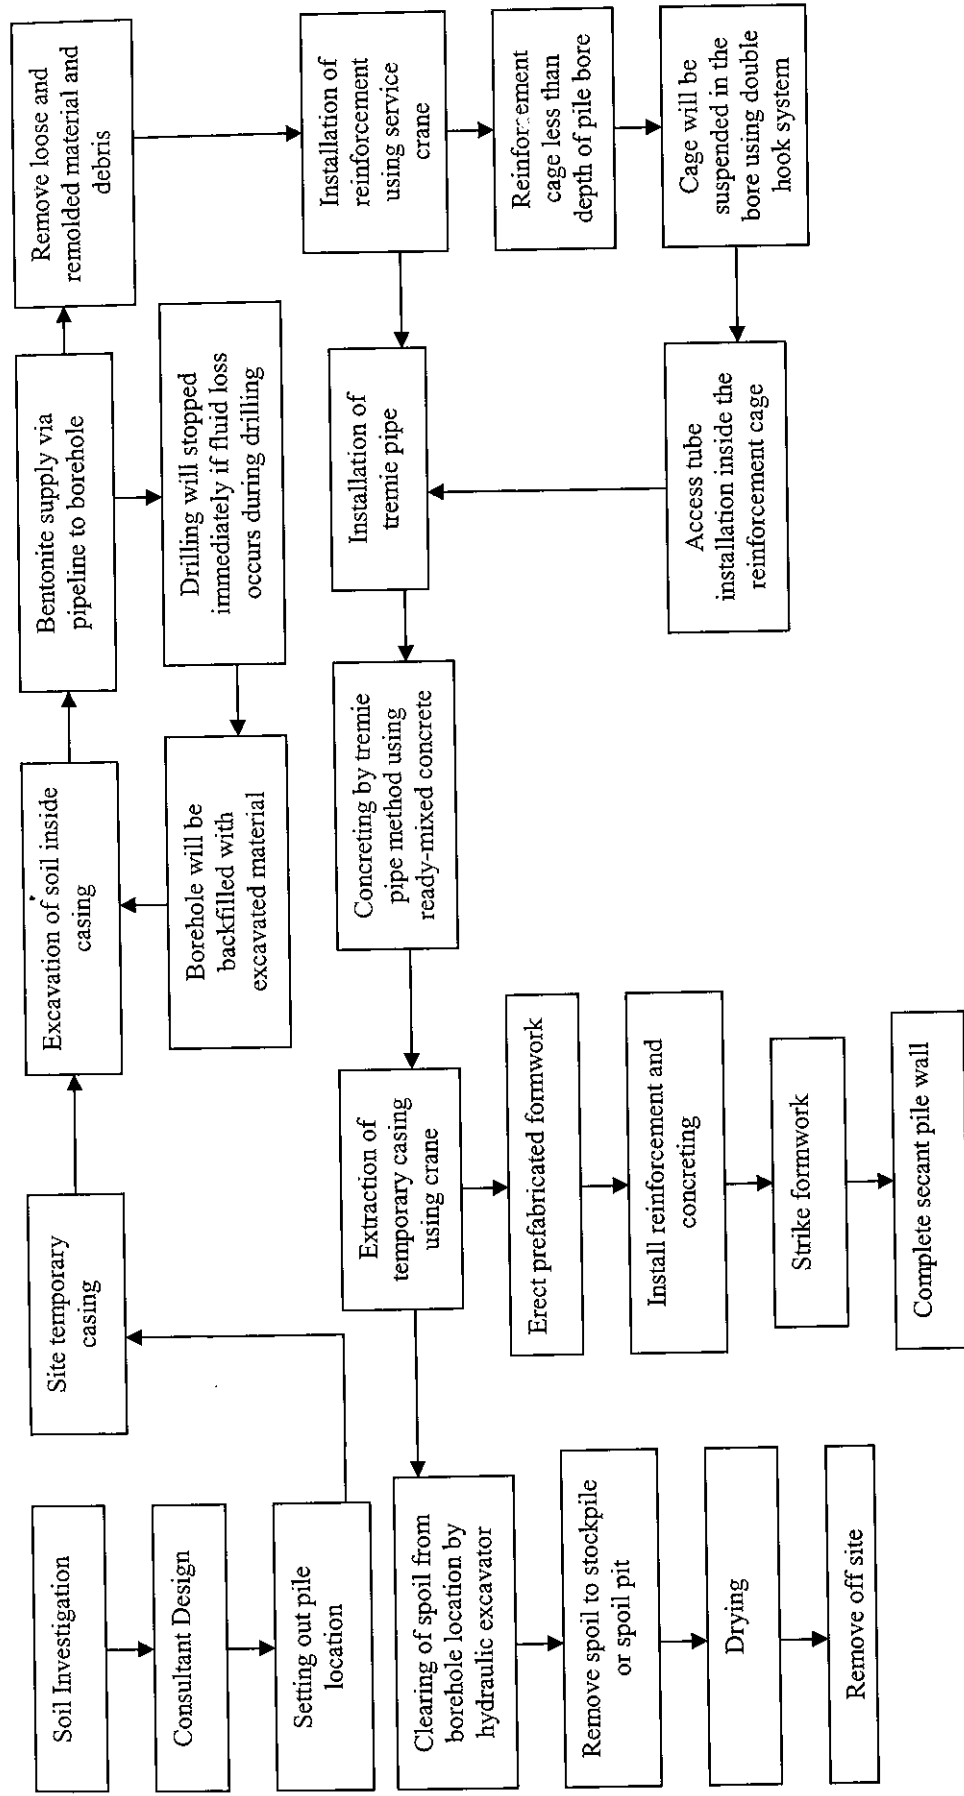 Soil Investigation
Consultant Design
Setting out pile
location
Site temporary
casing
Excavation of soil inside
casing
Bentonite supply via
pipeline to borehole
Remove loose and
remolded material and
debris
Drilling will stopped
immediately if fluid loss
occurs during drilling
Borehole will be
backfilled with
excavated material
Installation of
reinforcement
using service
crane
Reinforcement
cage less than
depth of pile bore
Cage will be
suspended in the
bore using double
hook system
Access tube
installation inside the
reinforcement cage
Installation of
tremie pipe
Concreting by tremie
pipe method using
ready-mixed concrete
Extraction of
temporary casing
using crane
Erect prefabricated formwork
Install reinforcement and
concreting
Strike formwork
Complete secant pile wall
Clearing of spoil from
borehole location by
hydraulic excavator
Remove spoil to stockpile
or spoil pit
Drying
Remove off site